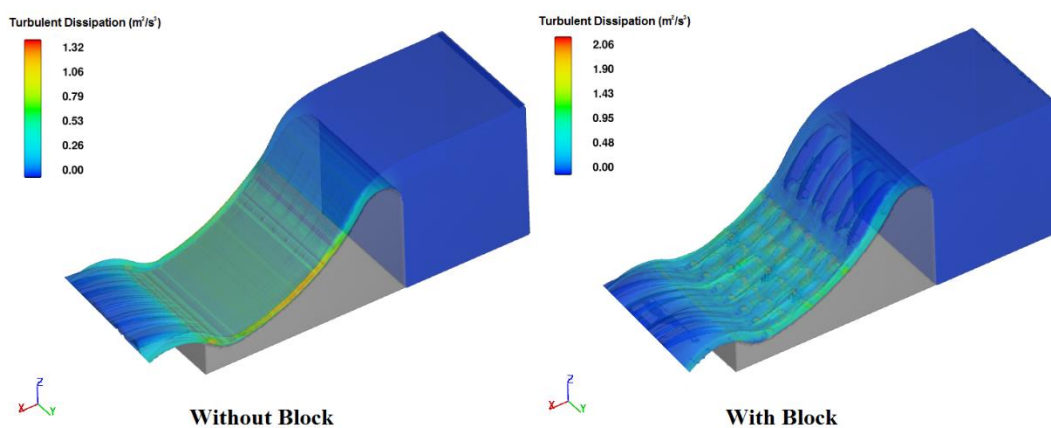 Turbulent Dissipation (m²/s³)
1.32
1.06
0.79
0.53
0.26
0.00
Z
X
Y
Without Block
Turbulent Dissipation (m²/s³)
2.06
1.90
1.43
0.95
0.48
0.00
Z
X
Y
With Block